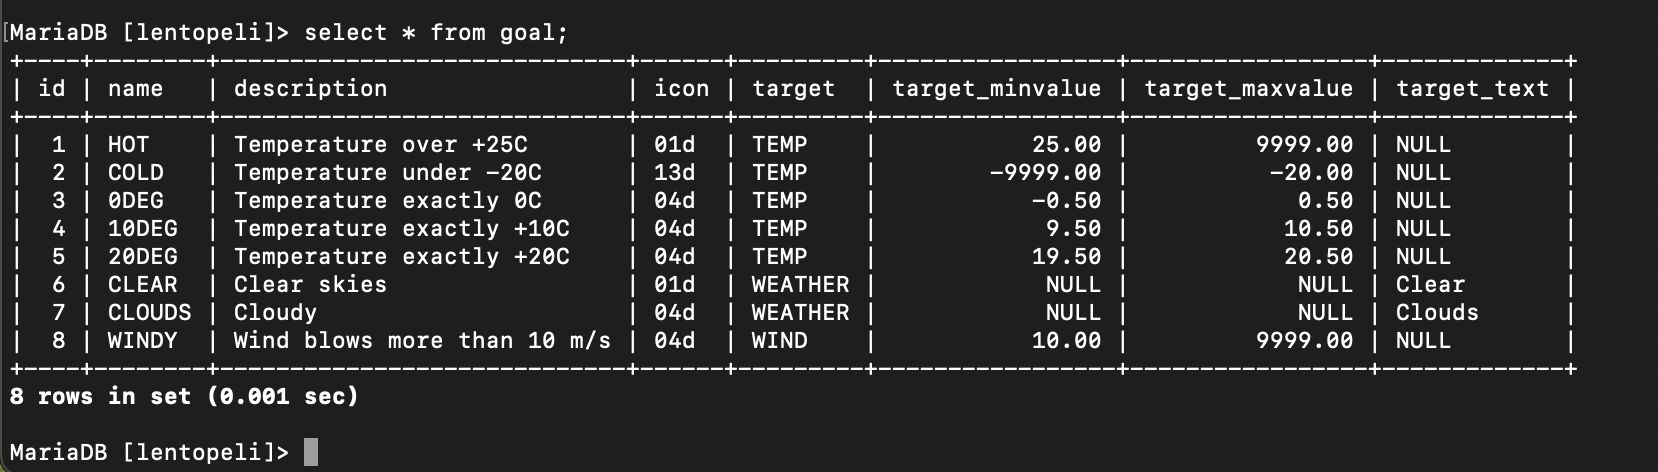 MariaDB [lentopeli]> select * from goal;
+----+--------+-----------------------------+------+---------+-----------------+-----------------+-------------+
| id | name | description | icon | target | target_minvalue | target_maxvalue | target_text |
+----+--------+-----------------------------+------+---------+-----------------+-----------------+-------------+
| 1 | HOT | Temperature over +25C | 01d | TEMP | 25.00 | 9999.00 | NULL |
| 2 | COLD | Temperature under -20C | 13d | TEMP | -9999.00 | -20.00 | NULL |
| 3 | 0DEG | Temperature exactly 0C | 04d | TEMP | -0.50 | 0.50 | NULL |
| 4 | 10DEG | Temperature exactly +10C | 04d | TEMP | 9.50 | 10.50 | NULL |
| 5 | 20DEG | Temperature exactly +20C | 04d | TEMP | 19.50 | 20.50 | NULL |
| 6 | CLEAR | Clear skies | 01d | WEATHER | NULL | NULL | Clear |
| 7 | CLOUDS | Cloudy | 04d | WEATHER | NULL | NULL | Clouds |
| 8 | WINDY | Wind blows more than 10 m/s | 04d | WIND | 10.00 | 9999.00 | NULL |
+----+--------+-----------------------------+------+---------+-----------------+-----------------+-------------+
8 rows in set (0.001 sec)
MariaDB [lentopeli]>